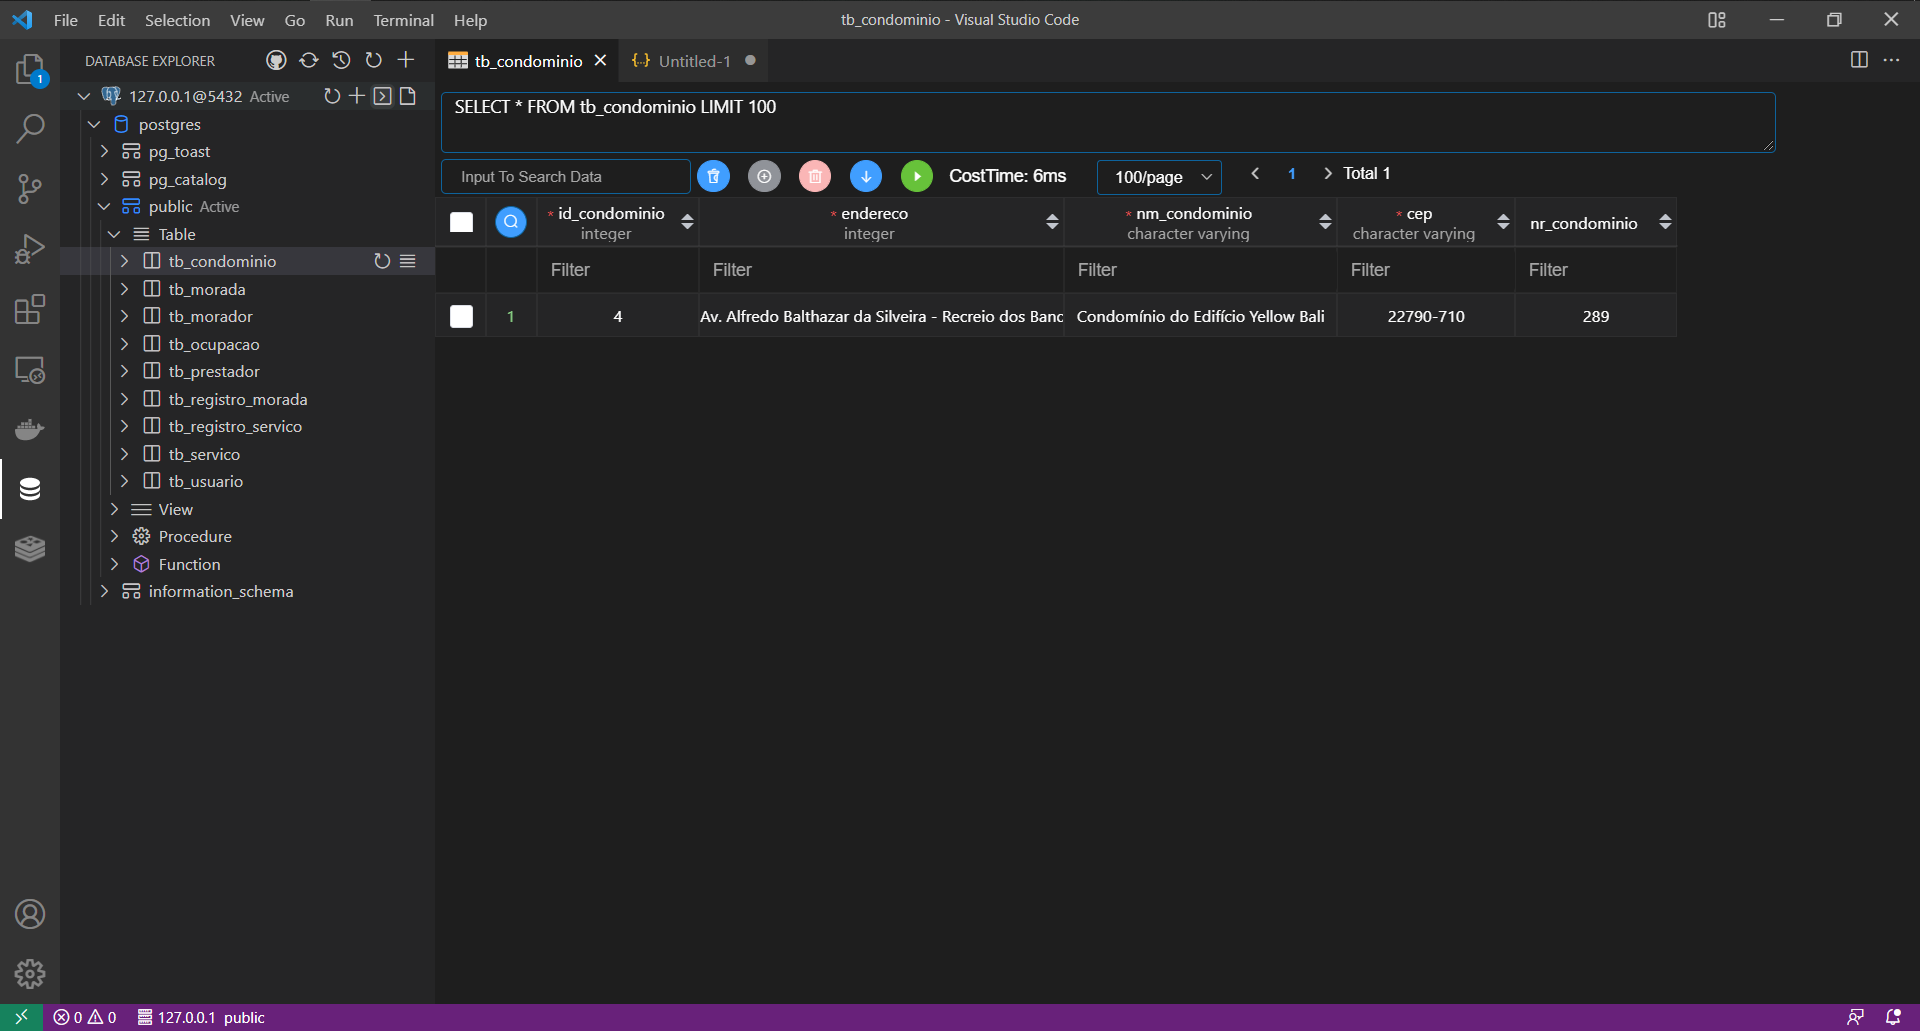 File Edit Selection View Go Run Terminal Help
tb_condominio - Visual Studio Code
DATABASE EXPLORER
1
127.0.0.1@5432 Active
postgres
pg_toast
pg_catalog
public Active
Table
tb_condominio
tb_morada
tb_morador
tb_ocupacao
tb_prestador
tb_registro_morada
tb_registro_servico
tb_servico
tb_usuario
View
Procedure
Function
information_schema
tb_condominio
Untitled-1
SELECT * FROM tb_condominio LIMIT 100
Input To Search Data
CostTime: 6ms
100/page
1
Total 1
* id_condominio
integer
* endereco
integer
* nm_condominio
character varying
* cep
character varying
nr_condominio
Filter Filter Filter Filter Filter
1 4 Av. Alfredo Balthazar da Silveira - Recreio dos Banc Condomínio do Edifício Yellow Bali 22790-710 289
0 0 127.0.0.1 public